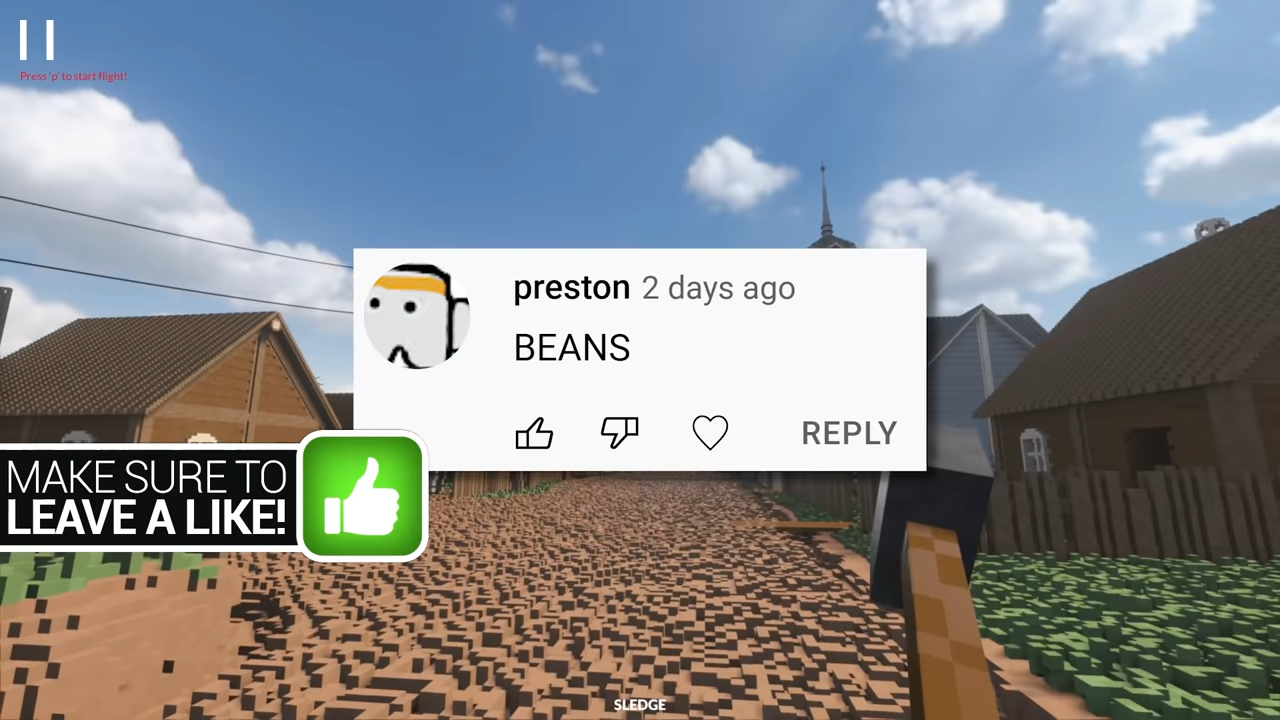 Press 'p' to start flight!
preston 2 days ago
BEANS
REPLY
MAKE SURE TO
LEAVE A LIKE!
SLEDGE